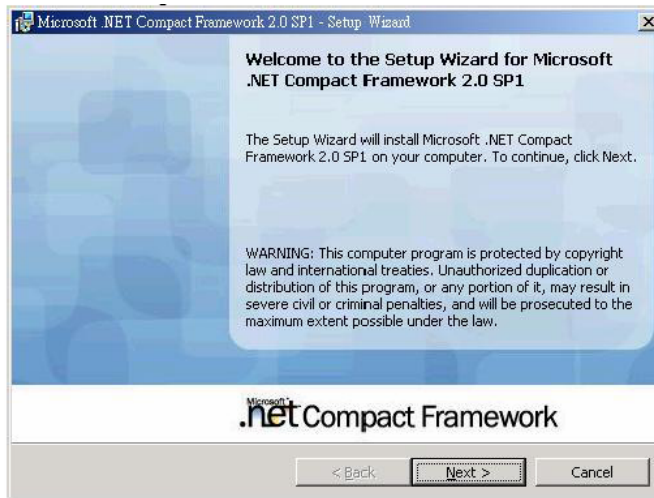 Microsoft .NET Compact Framework 2.0 SP1 - Setup Wizard
Welcome to the Setup Wizard for Microsoft
.NET Compact Framework 2.0 SP1
The Setup Wizard will install Microsoft .NET Compact
Framework 2.0 SP1 on your computer. To continue, click Next.
WARNING: This computer program is protected by copyright
law and international treaties. Unauthorized duplication or
distribution of this program, or any portion of it, may result in
severe civil or criminal penalties, and will be prosecuted to the
maximum extent possible under the law.
Microsoft
.net Compact Framework
< Back Next > Cancel